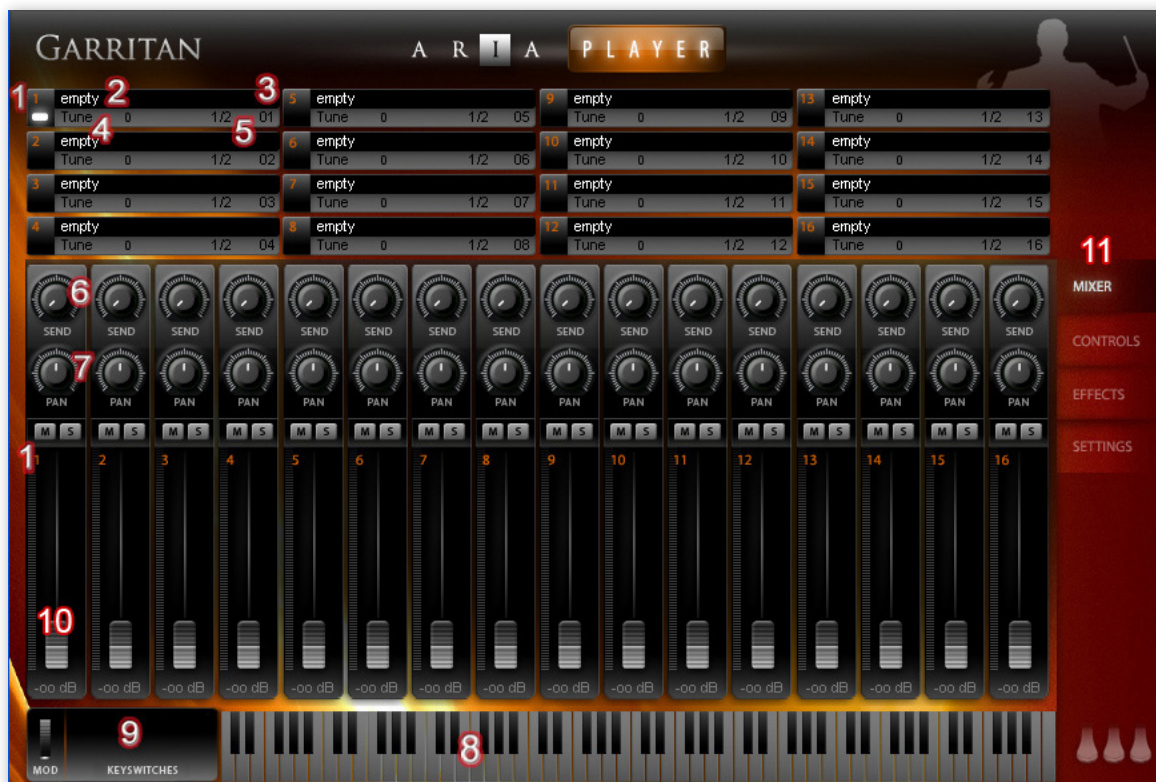 GARRITAN ARIA PLAYER
1 2 3
1 empty 5 empty 9 empty 13 empty
Tune 0 1/2 01 Tune 0 1/2 05 Tune 0 1/2 09 Tune 0 1/2 13
4 5
2 empty 6 empty 10 empty 14 empty
Tune 0 1/2 02 Tune 0 1/2 06 Tune 0 1/2 10 Tune 0 1/2 14
3 empty 7 empty 11 empty 15 empty
Tune 0 1/2 03 Tune 0 1/2 07 Tune 0 1/2 11 Tune 0 1/2 15
4 empty 8 empty 12 empty 16 empty
Tune 0 1/2 04 Tune 0 1/2 08 Tune 0 1/2 12 Tune 0 1/2 16
11
MIXER
6
SEND SEND SEND SEND SEND SEND SEND SEND SEND SEND SEND SEND SEND SEND SEND SEND
CONTROLS
7
EFFECTS
PAN PAN PAN PAN PAN PAN PAN PAN PAN PAN PAN PAN PAN PAN PAN PAN
M S M S M S M S M S M S M S M S M S M S M S M S M S M S M S M S
SETTINGS
1 1 2 3 4 5 6 7 8 9 10 11 12 13 14 15 16
10
-oo dB -oo dB -oo dB -oo dB -oo dB -oo dB -oo dB -oo dB -oo dB -oo dB -oo dB -oo dB -oo dB -oo dB -oo dB -oo dB
9 8
MOD KEYSWITCHES